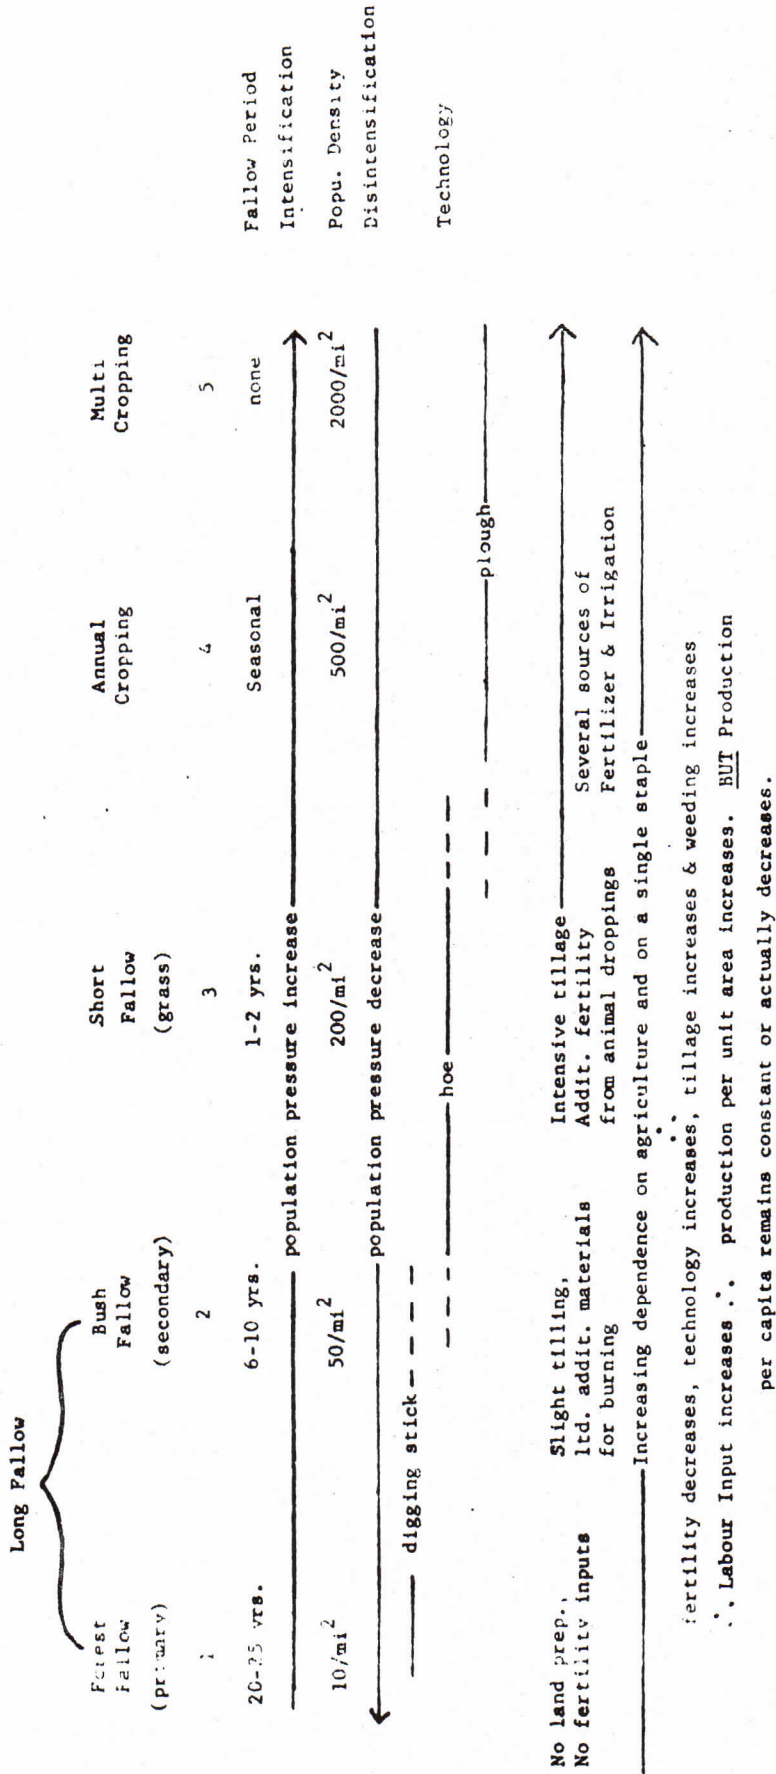 Long Fallow
Forest Fallow (primary) Bush Fallow (secondary) Short Fallow (grass) Annual Cropping Multi Cropping
1 2 3 4 5
20-25 yrs. 6-10 yrs. 1-2 yrs. Seasonal none Fallow Period
population pressure increase Intensification
10/mi² 50/mi² 200/mi² 500/mi² 2000/mi² Popu. Density
population pressure decrease Disintensification
digging stick
hoe Technology
plough
No land prep., Slight tilling, Intensive tillage
No fertility inputs ltd. addit. materials Addit. fertility Several sources of
for burning from animal droppings Fertilizer & Irrigation
Increasing dependence on agriculture and on a single staple
fertility decreases, technology increases, ∴ tillage increases & weeding increases
∴ Labour Input increases ∴ production per unit area increases. BUT Production
per capita remains constant or actually decreases.